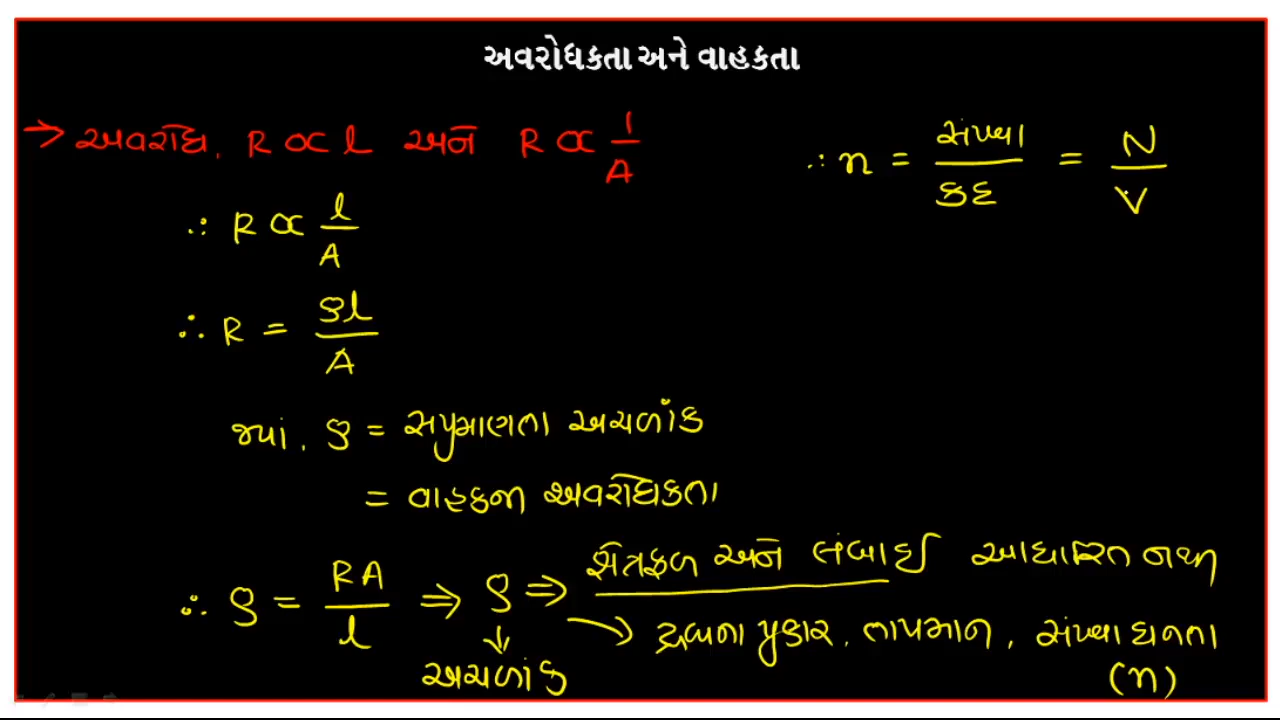 અવરોધકતા અને વાહકતા
→ અવરોધ, R ∝ l અને R ∝ 1/A
∴ R ∝ l/A
∴ R = ρl/A
જ્યાં, ρ = સપ્રમાણતા અચળાંક
= વાહકની અવરોધકતા
∴ ρ = RA/l ⇒ ρ ⇒ ક્ષેત્રફળ અને લંબાઈ આધારિત નથી
↓
અચળાંક
→ દ્રવ્યના પ્રકાર, તાપમાન, સંખ્યા ઘનતા
(n)
∴ n = સંખ્યા/કદ = N/V